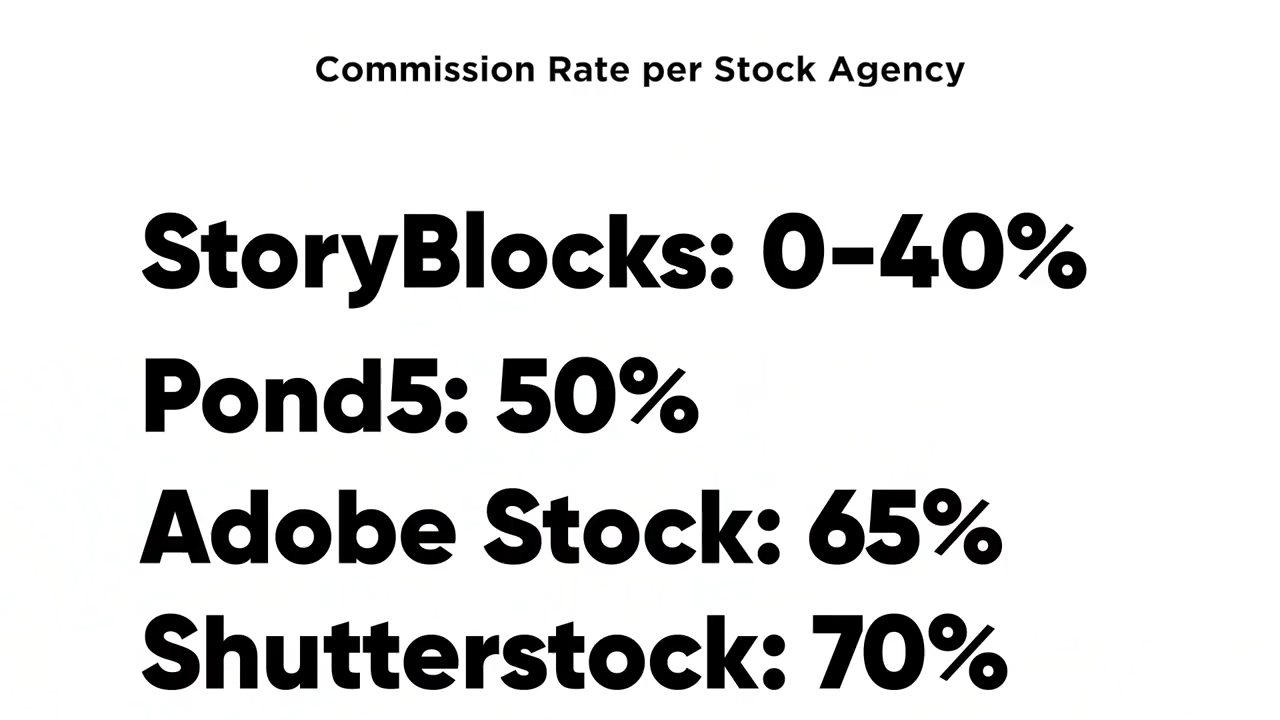 Commission Rate per Stock Agency
StoryBlocks: 0-40%
Pond5: 50%
Adobe Stock: 65%
Shutterstock: 70%